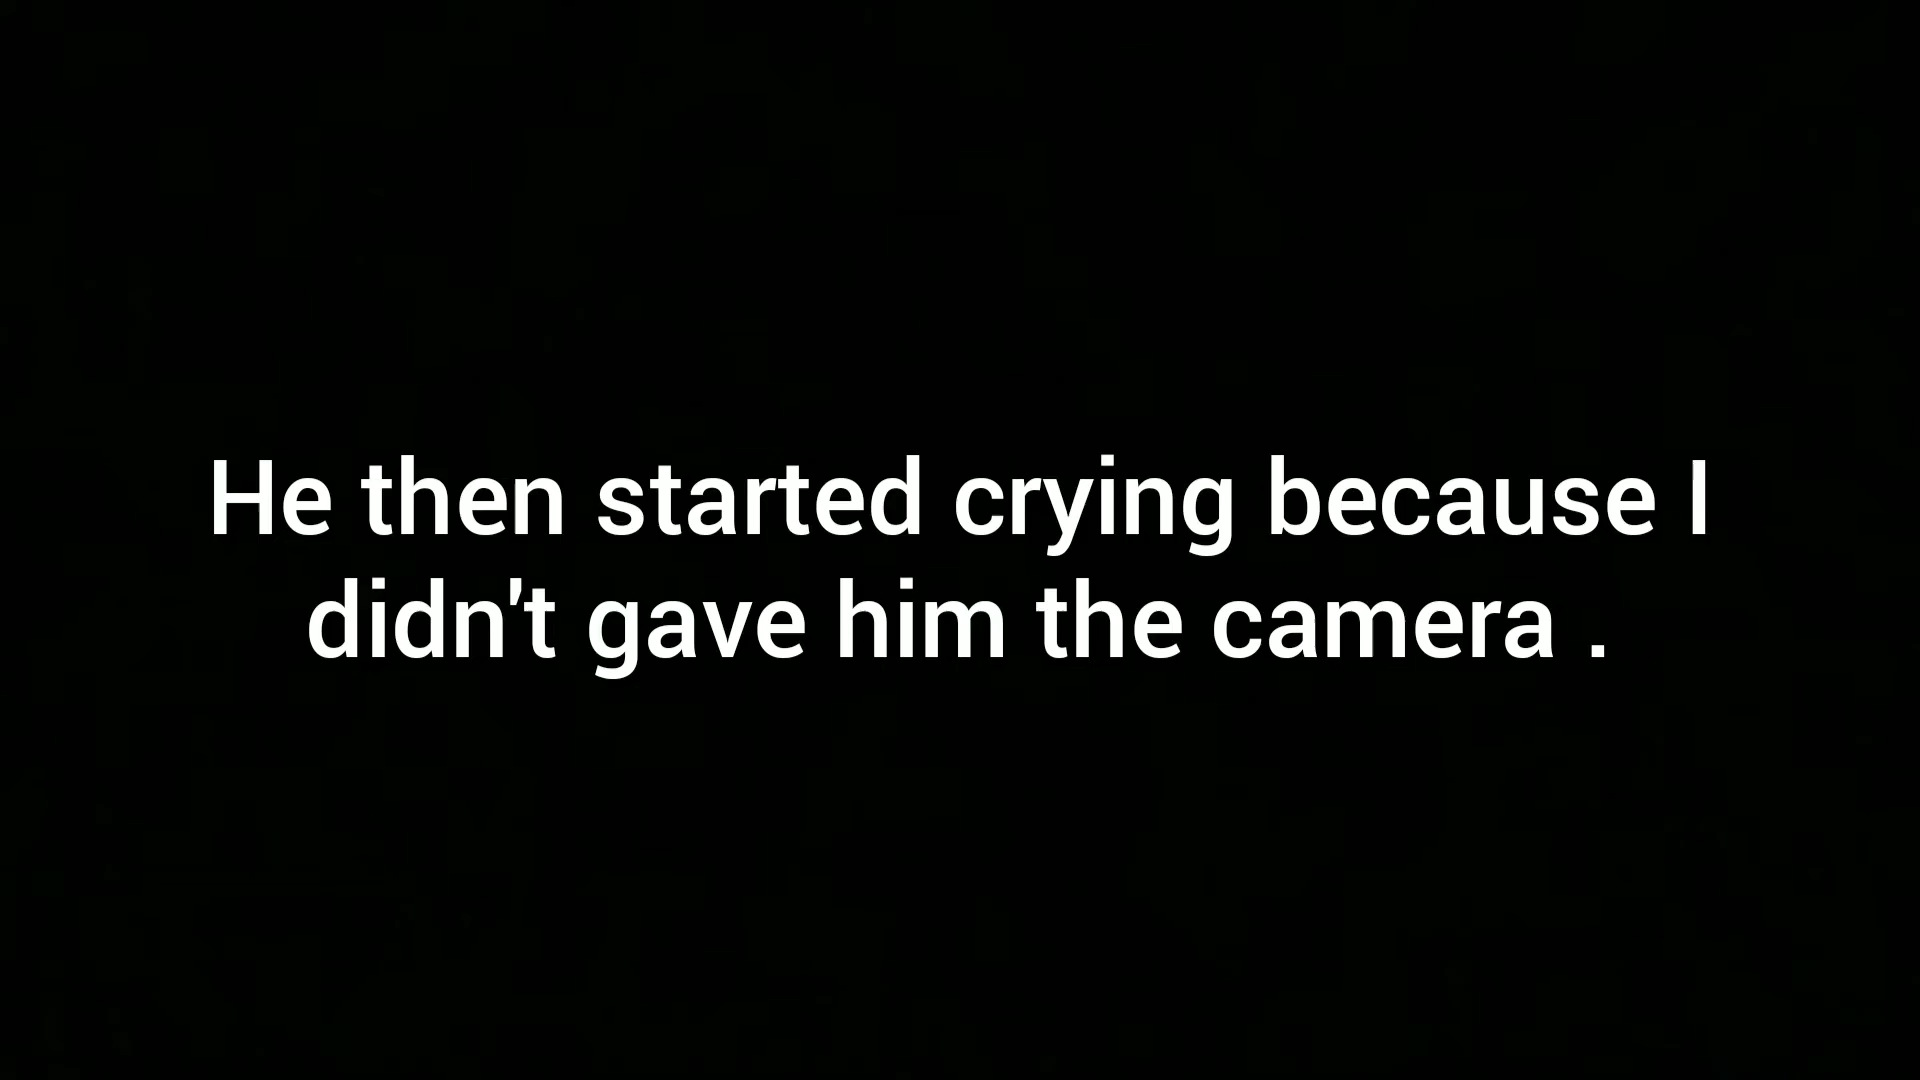 He then started crying because I
didn't gave him the camera .